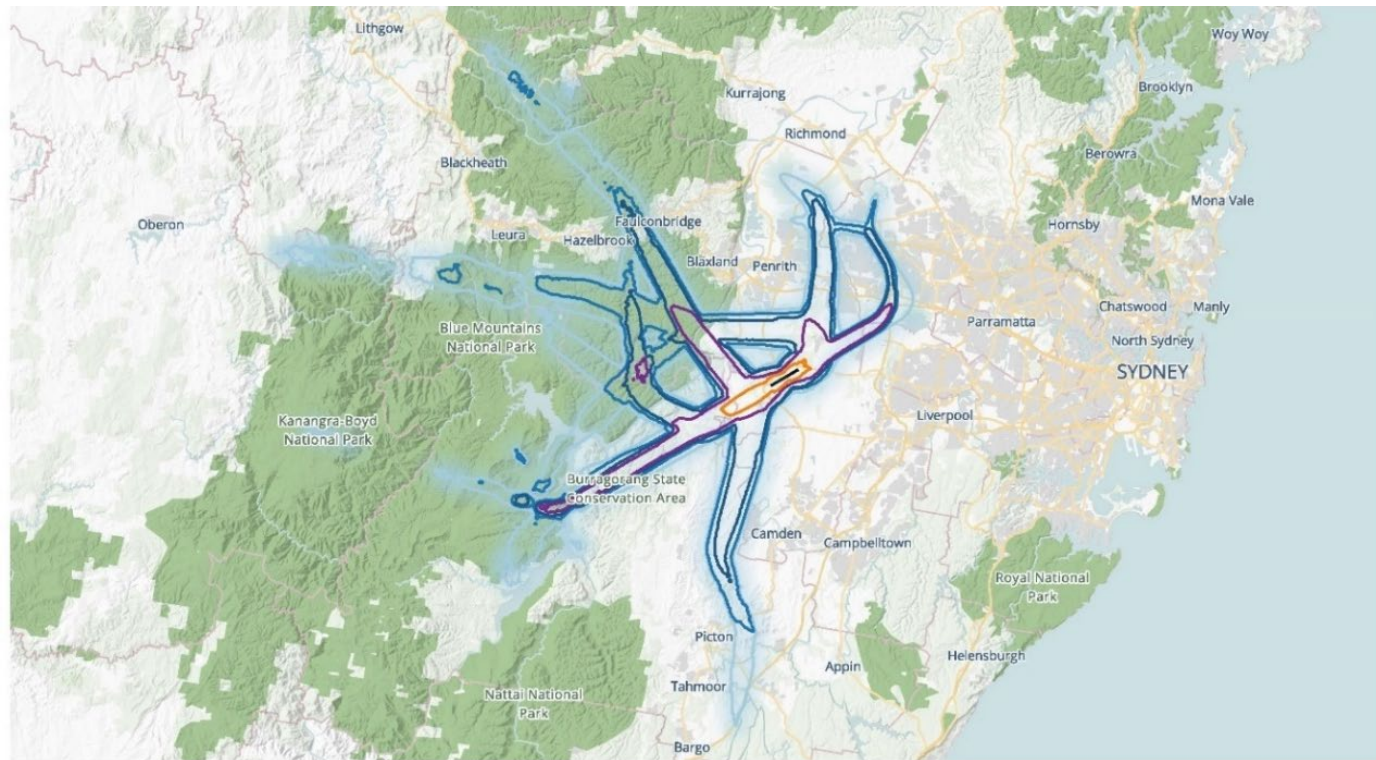 Lithgow
Woy Woy
Kurrajong
Brooklyn
Richmond
Blackheath
Berowra
Mona Vale
Oberon
Faulconbridge
Leura
Hazelbrook
Hornsby
Blaxland
Penrith
Chatswood
Manly
Parramatta
Blue Mountains
National Park
North Sydney
SYDNEY
Kanangra-Boyd
National Park
Liverpool
Burragorang State
Conservation Area
Camden
Campbelltown
Royal National
Park
Picton
Helensburgh
Appin
Tahmoor
Nattai National
Park
Bargo